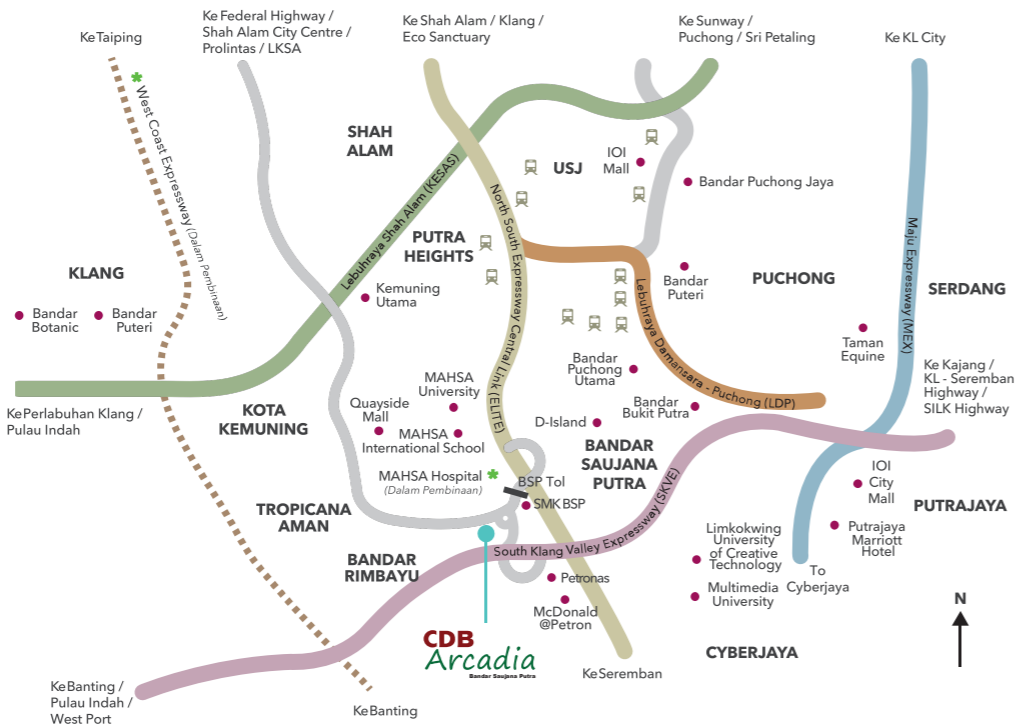 Ke Taiping
Ke Federal Highway /
Shah Alam City Centre /
Prolintas / LKSA
Ke Shah Alam / Klang /
Eco Sanctuary
Ke Sunway /
Puchong / Sri Petaling
Ke KL City
West Coast Expressway (Dalam Pembinaan)
SHAH
ALAM
Lebuhraya Shah Alam (KESAS)
North South Expressway Central Link (ELITE)
USJ
IOI
Mall
Bandar Puchong Jaya
PUTRA
HEIGHTS
KLANG
Bandar
Botanic
Bandar
Puteri
Kemuning
Utama
Bandar
Puteri
PUCHONG
Lebuhraya Damansara - Puchong (LDP)
Maju Expressway (MEX)
SERDANG
Taman
Equine
Ke Kajang /
KL - Seremban
Highway /
SILK Highway
Ke Perlabuhan Klang /
Pulau Indah
KOTA
KEMUNING
MAHSA
University
Quayside
Mall
MAHSA
International School
Bandar
Puchong
Utama
Bandar
Bukit Putra
D-Island
BANDAR
SAUJANA
PUTRA
MAHSA Hospital
(Dalam Pembinaan)
BSP Tol
SMK BSP
IOI
City
Mall
PUTRAJAYA
TROPICANA
AMAN
BANDAR
RIMBAYU
South Klang Valley Expressway (SKVE)
Limkokwing
University
of Creative
Technology
Putrajaya
Marriott
Hotel
To
Cyberjaya
Petronas
McDonald
@Petron
Multimedia
University
CYBERJAYA
N
CDB
Arcadia
Bandar Saujana Putra
Ke Seremban
Ke Banting /
Pulau Indah /
West Port
Ke Banting